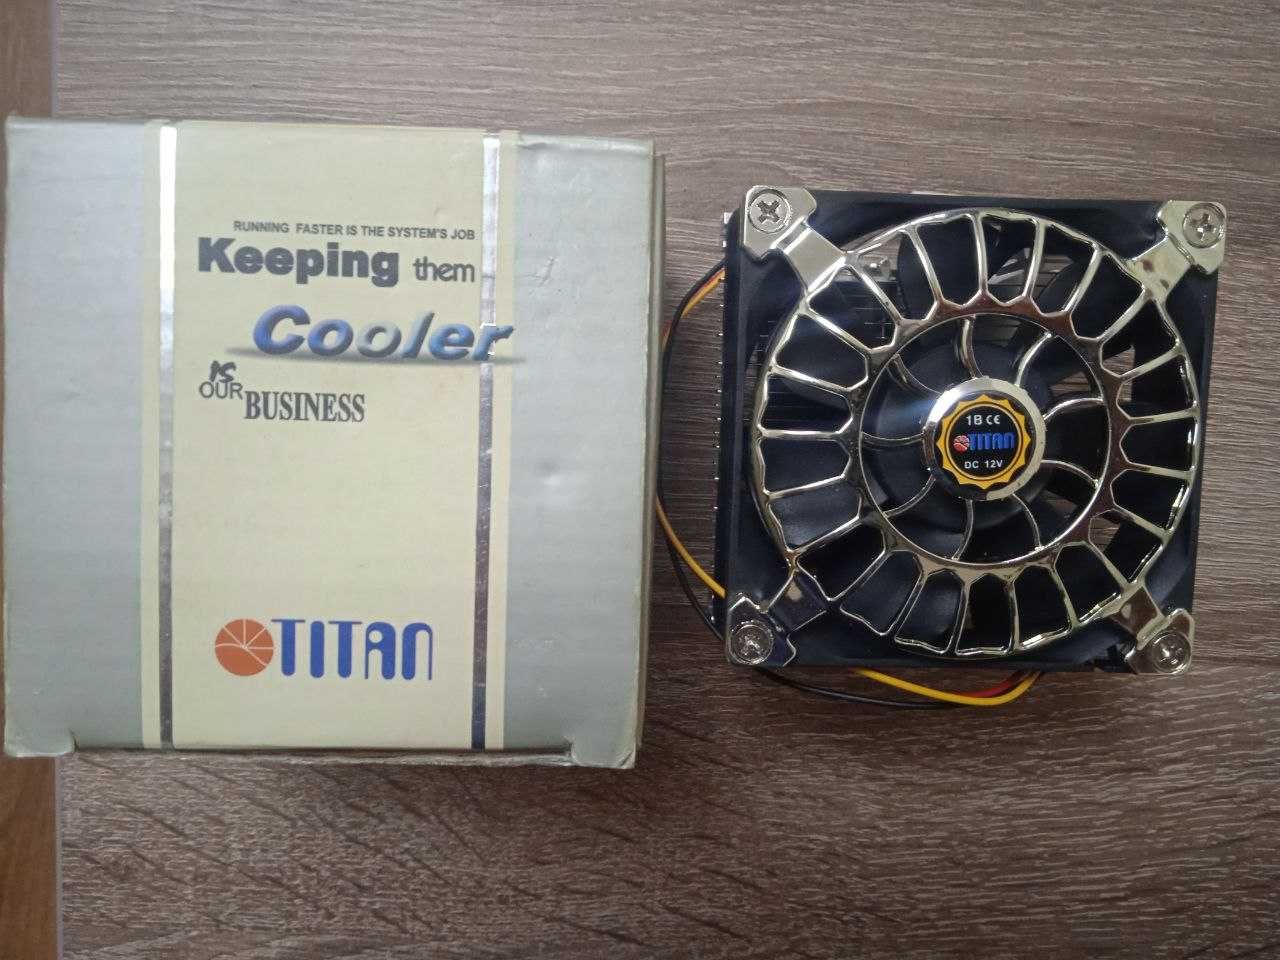 RUNNING FASTER IS THE SYSTEM'S JOB
Keeping them
Cooler
IS
OUR BUSINESS
TITAN
1B CE
TITAN
DC 12V